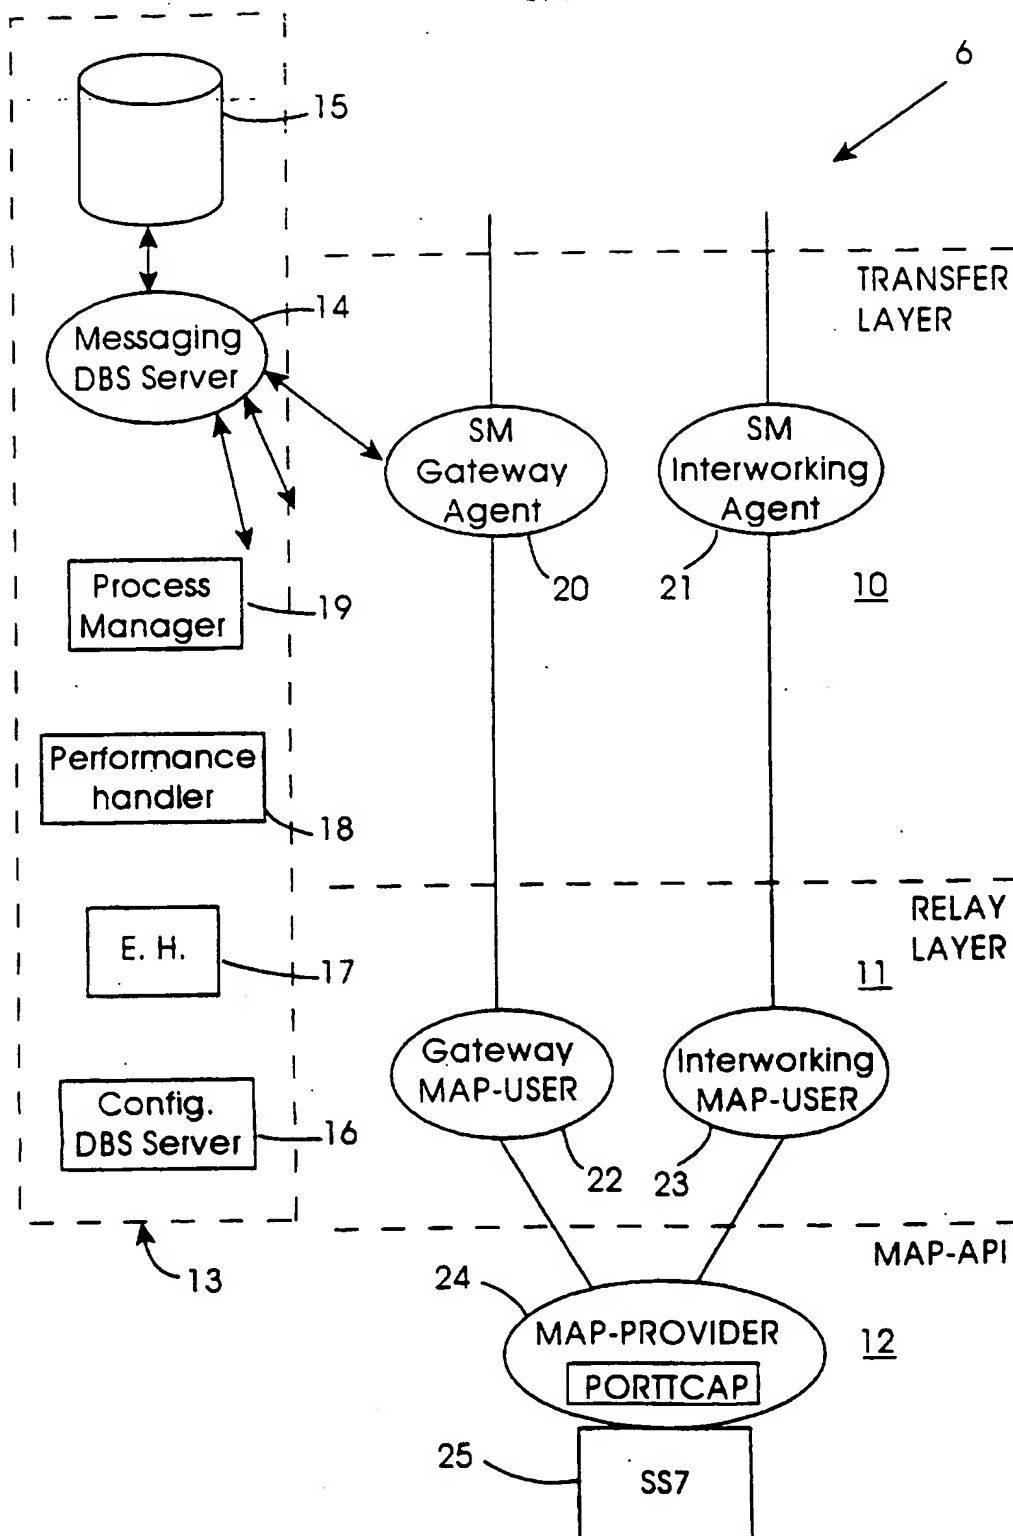 6
15
TRANSFER
LAYER
14
Messaging
DBS Server
SM
Gateway
Agent
SM
Interworking
Agent
20
21
10
Process
Manager
19
Performance
handler
18
RELAY
LAYER
11
E. H.
17
Gateway
MAP-USER
Interworking
MAP-USER
Config.
DBS Server
16
22
23
MAP-API
13
24
MAP-PROVIDER
12
PORTTCAP
25
SS7